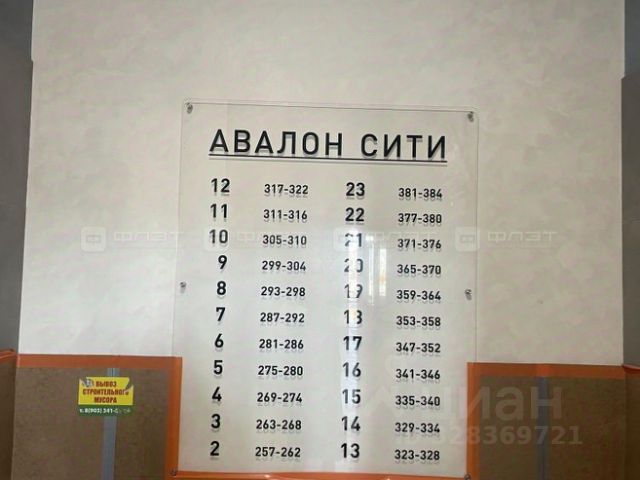 АВАЛОН СИТИ
12 317-322 23 381-384
11 311-316 22 377-380
10 305-310 21 371-376
9 299-304 20 365-370
8 293-298 19 359-364
7 287-292 18 353-358
6 281-286 17 347-352
5 275-280 16 341-346
4 269-274 15 335-340
3 263-268 14 329-334
2 257-262 13 323-328
ВЫВОЗ
СТРОИТЕЛЬНОГО
МУСОРА
ФЛЭТ ФЛЭТ ФЛЭТ ФЛЭТ
циан
328369721